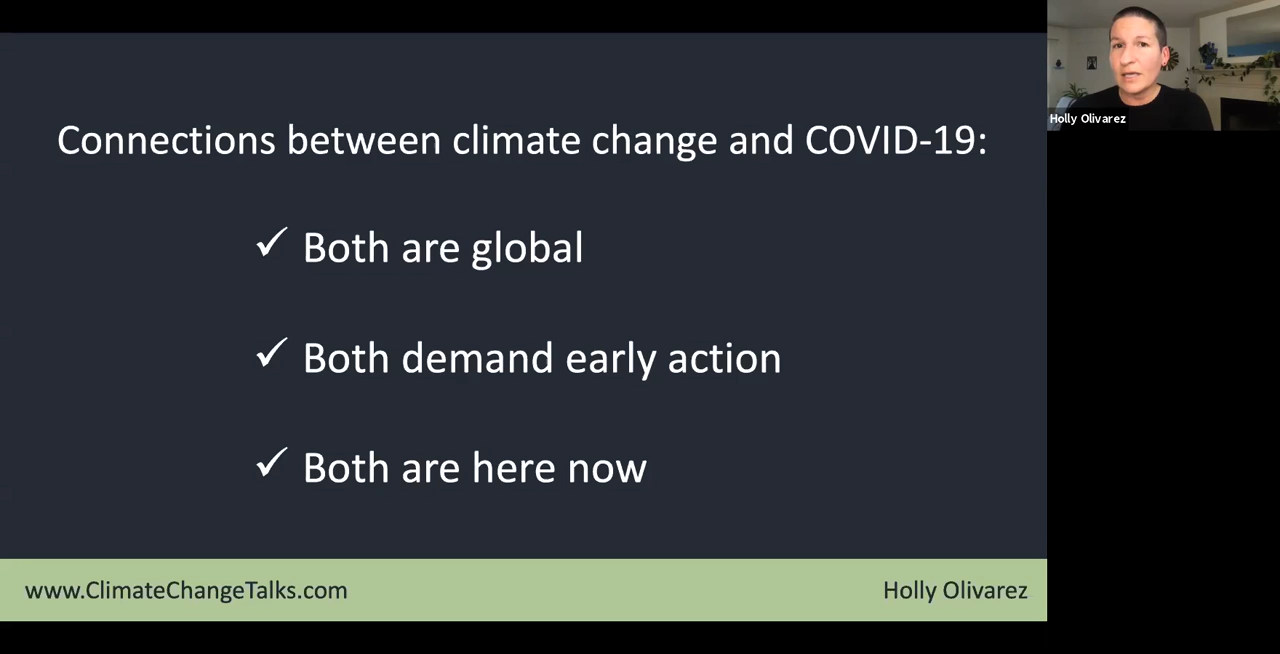 Connections between climate change and COVID-19:
✓ Both are global
✓ Both demand early action
✓ Both are here now
www.ClimateChangeTalks.com
Holly Olivarez
Holly Olivarez